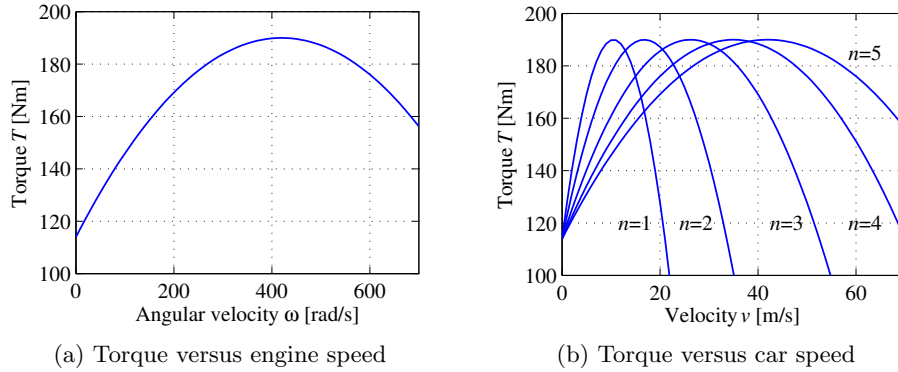 200
180
160
140
120
100
Torque T [Nm]
0 200 400 600
Angular velocity ω [rad/s]
(a) Torque versus engine speed
200
180
160
140
120
100
Torque T [Nm]
n=5
n=1 n=2 n=3 n=4
0 20 40 60
Velocity v [m/s]
(b) Torque versus car speed